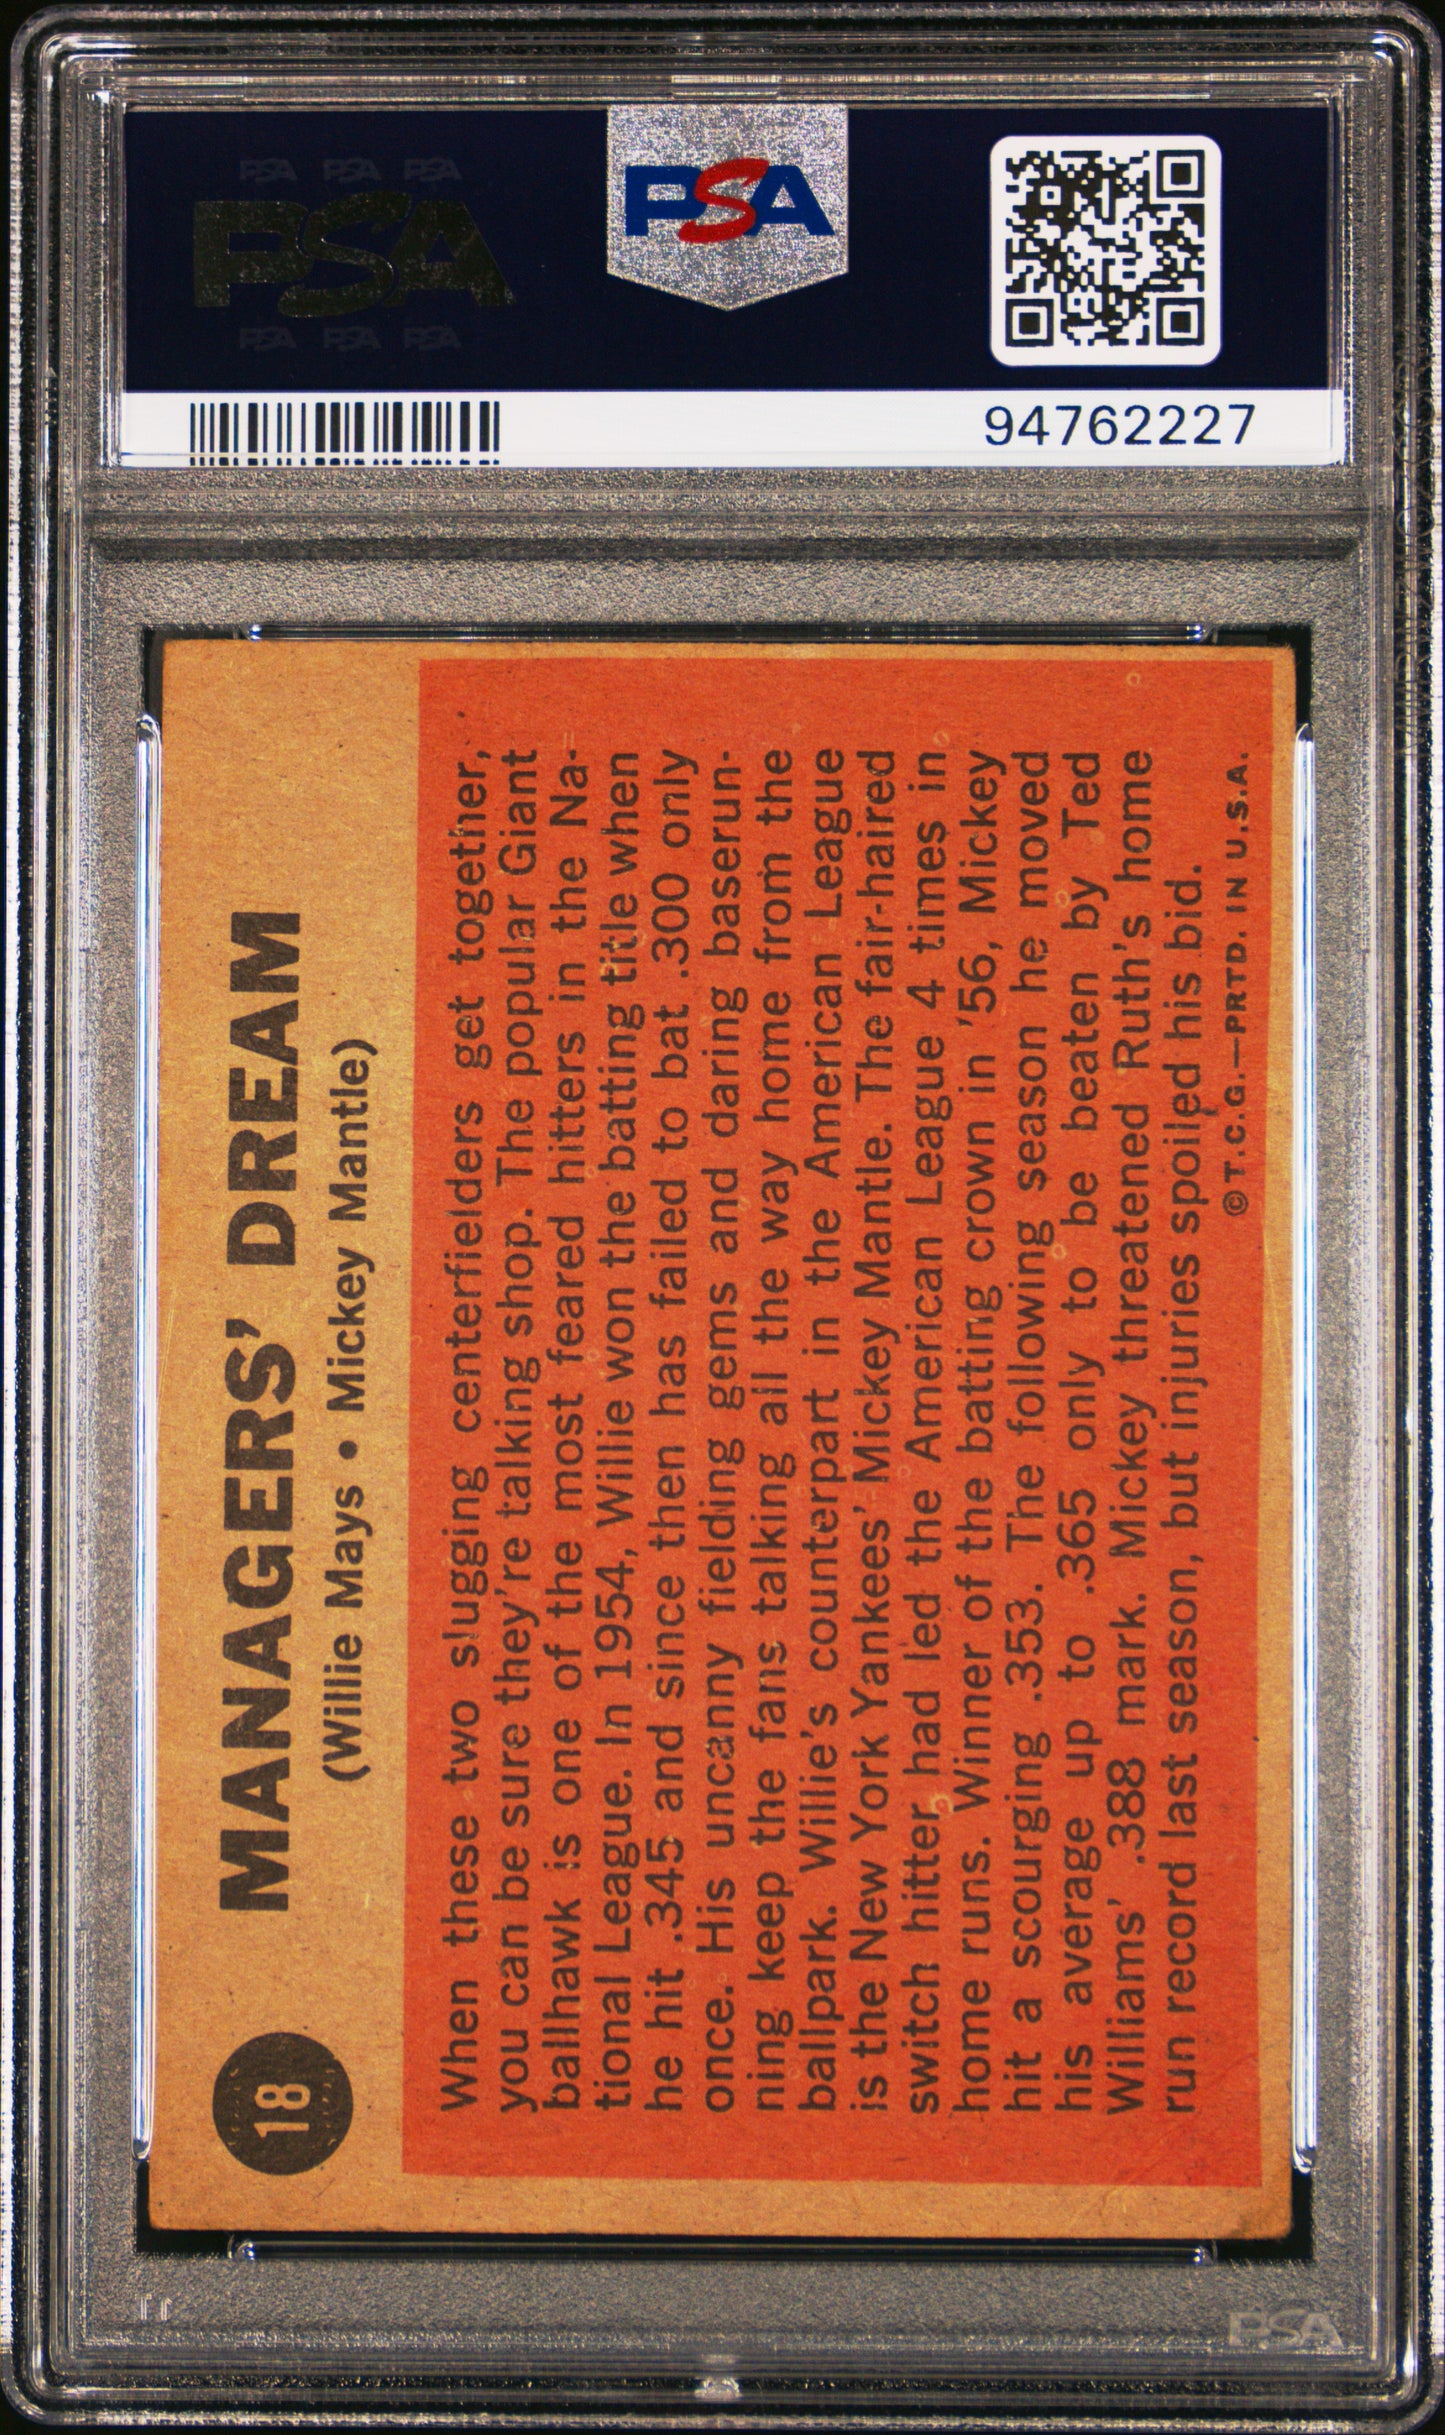 PSA PSA PSA
PSA
PSA PSA PSA
PSA
94762227
18
MANAGERS' DREAM
(Willie Mays • Mickey Mantle)
When these two slugging centerfielders get together,
you can be sure they're talking shop. The popular Giant
ballhawk is one of the most feared hitters in the Na-
tional League. In 1954, Willie won the batting title when
he hit .345 and since then has failed to bat .300 only
once. His uncanny fielding gems and daring baserun-
ning keep the fans talking all the way home from the
ballpark. Willie's counterpart in the American League
is the New York Yankees' Mickey Mantle. The fair-haired
switch hitter had led the American League 4 times in
home runs. Winner of the batting crown in '56, Mickey
hit a scourging .353. The following season he moved
his average up to .365 only to be beaten by Ted
Williams' .388 mark. Mickey threatened Ruth's home
run record last season, but injuries spoiled his bid.
©T.C.G.—PRTD. IN U.S.A.
PSA